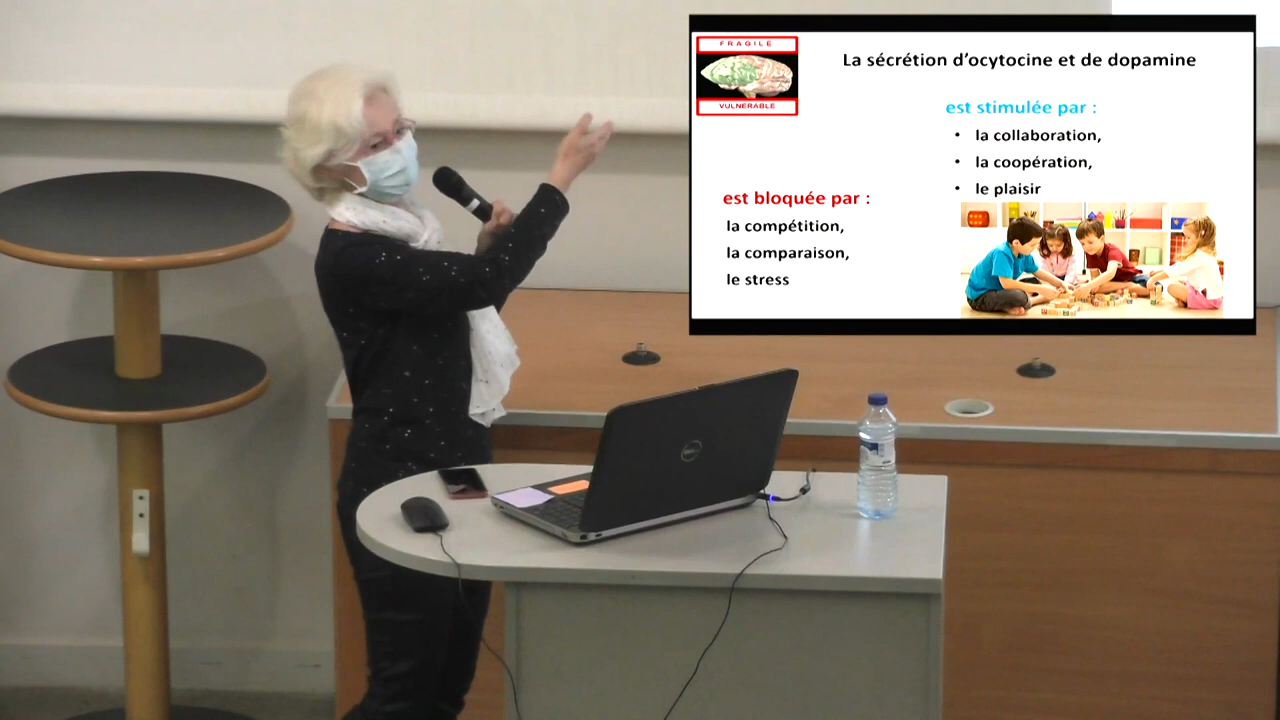 FRAGILE
VULNERABLE
La sécrétion d'ocytocine et de dopamine
est stimulée par :
• la collaboration,
• la coopération,
• le plaisir
est bloquée par :
la compétition,
la comparaison,
le stress
DELL